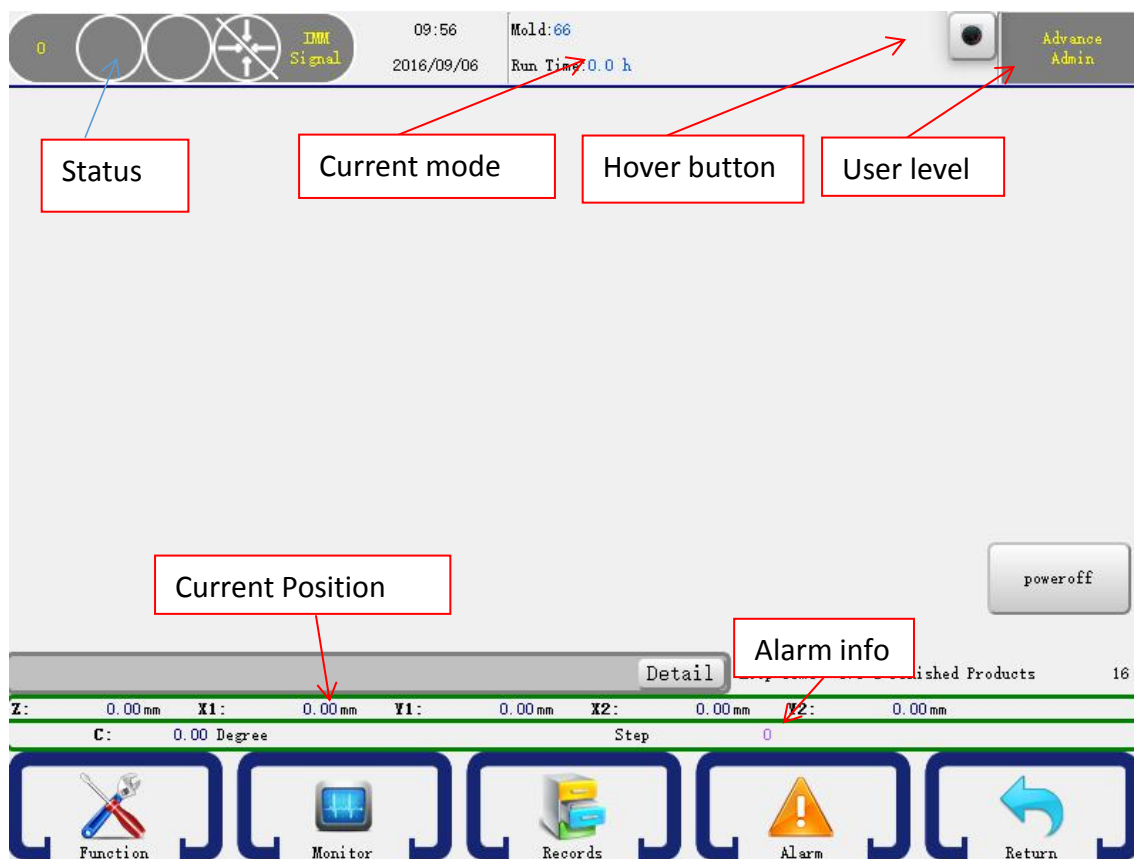 0
IMM
Signal
09:56
2016/09/06
Mold:66
Run Time:0.0 h
Advance
Admin
Status
Current mode
Hover button
User level
Current Position
poweroff
Alarm info
Detail
Products 16
Z: 0.00mm X1: 0.00mm Y1: 0.00mm X2: 0.00mm Y2: 0.00mm
C: 0.00 Degree Step 0
Function
Monitor
Records
Alarm
Return